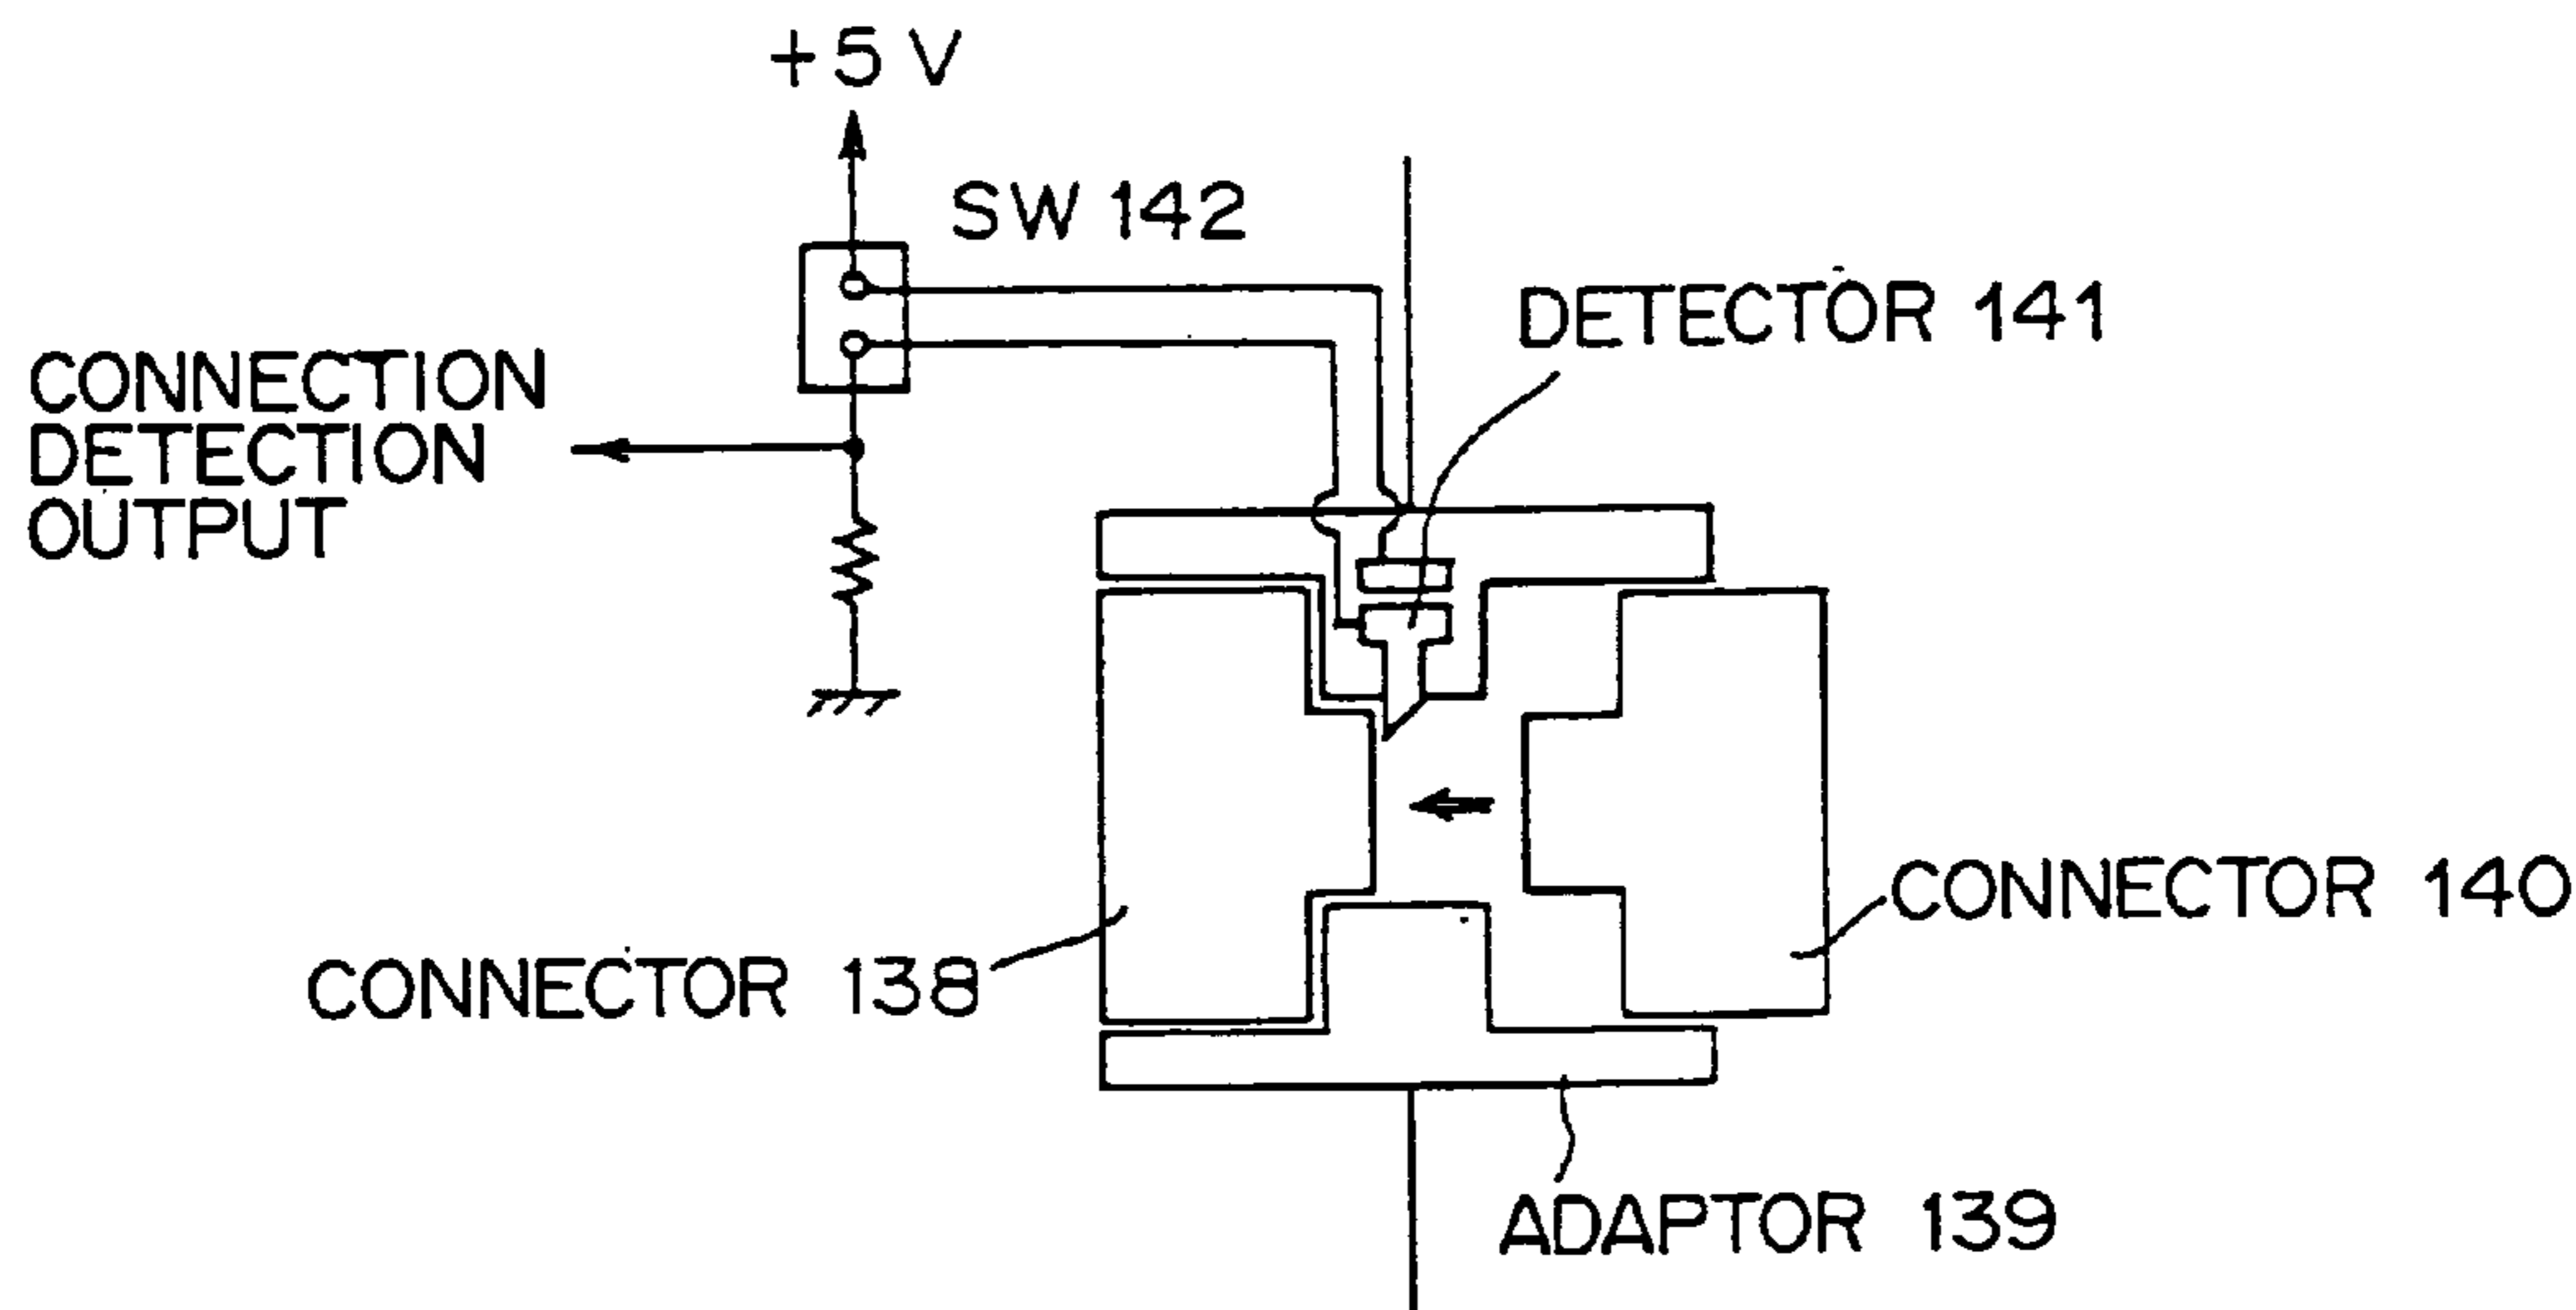 +5 V
SW 142
DETECTOR 141
CONNECTION
DETECTION
OUTPUT
CONNECTOR 140
CONNECTOR 138
ADAPTOR 139